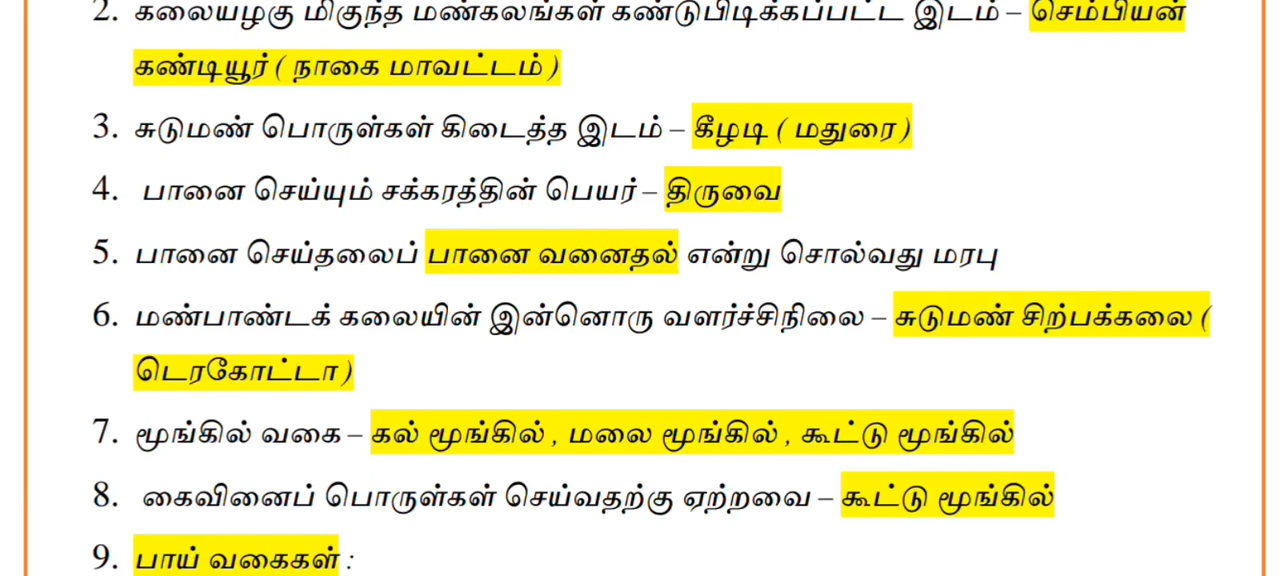 2. கலையழகு மிகுந்த மண்கலங்கள் கண்டுபிடிக்கப்பட்ட இடம் – செம்பியன்
கண்டியூர் ( நாகை மாவட்டம் )
3. சுடுமண் பொருள்கள் கிடைத்த இடம் – கீழடி ( மதுரை )
4. பானை செய்யும் சக்கரத்தின் பெயர் – திருவை
5. பானை செய்தலைப் பானை வனைதல் என்று சொல்வது மரபு
6. மண்பாண்டக் கலையின் இன்னொரு வளர்ச்சிநிலை – சுடுமண் சிற்பக்கலை (
டெரகோட்டா )
7. மூங்கில் வகை – கல் மூங்கில் , மலை மூங்கில் , கூட்டு மூங்கில்
8. கைவினைப் பொருள்கள் செய்வதற்கு ஏற்றவை – கூட்டு மூங்கில்
9. பாய் வகைகள் :